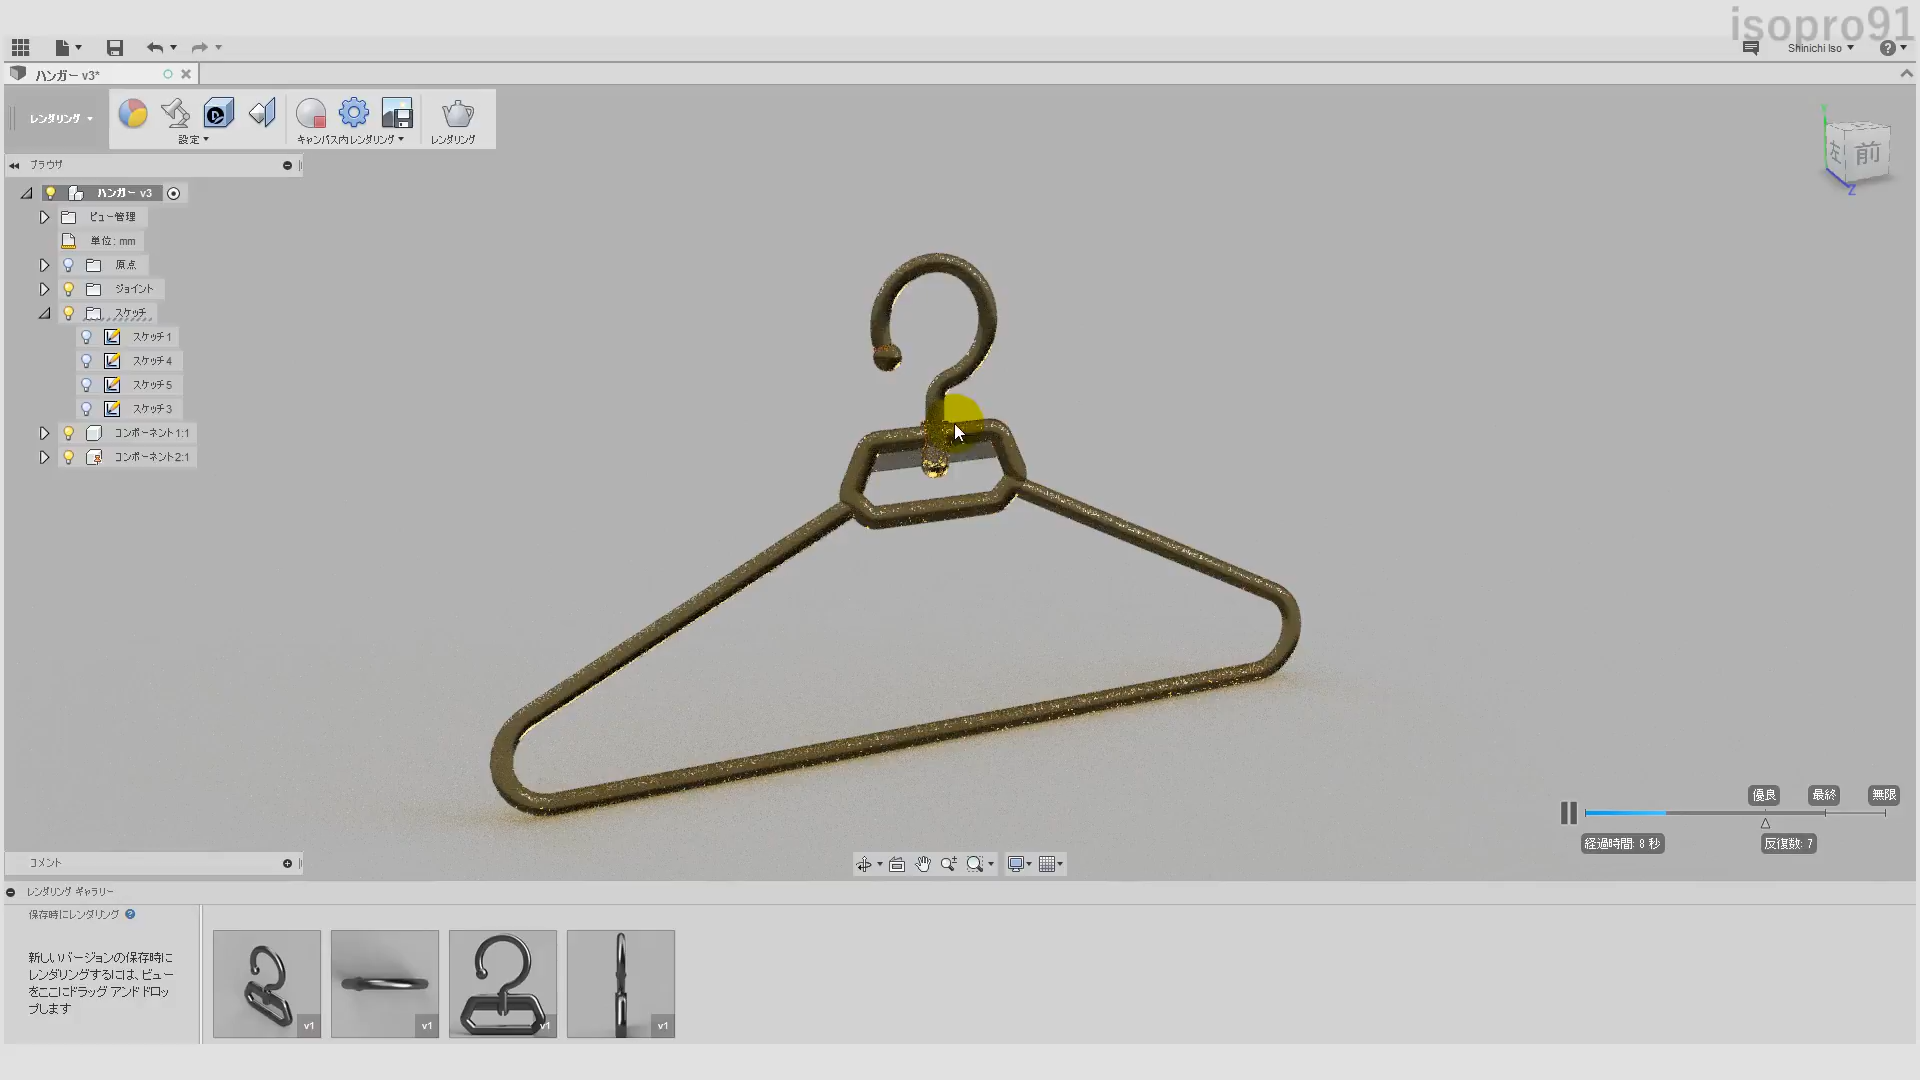 isopro91
Shinichi Iso
ハンガー v3*
レンダリング
設定
キャンバス内レンダリング
レンダリング
左
前
Z
ブラウザ
ハンガー v3
ビュー管理
単位: mm
原点
ジョイント
スケッチ
スケッチ1
スケッチ4
スケッチ5
スケッチ3
コンポーネント1:1
コンポーネント2:1
優良
最終
無限
経過時間: 8 秒
反復数: 7
コメント
レンダリング ギャラリー
保存時にレンダリング
新しいバージョンの保存時に
レンダリングするには、ビュー
をここにドラッグ アンド ドロッ
プします
v1
v1
v1
v1